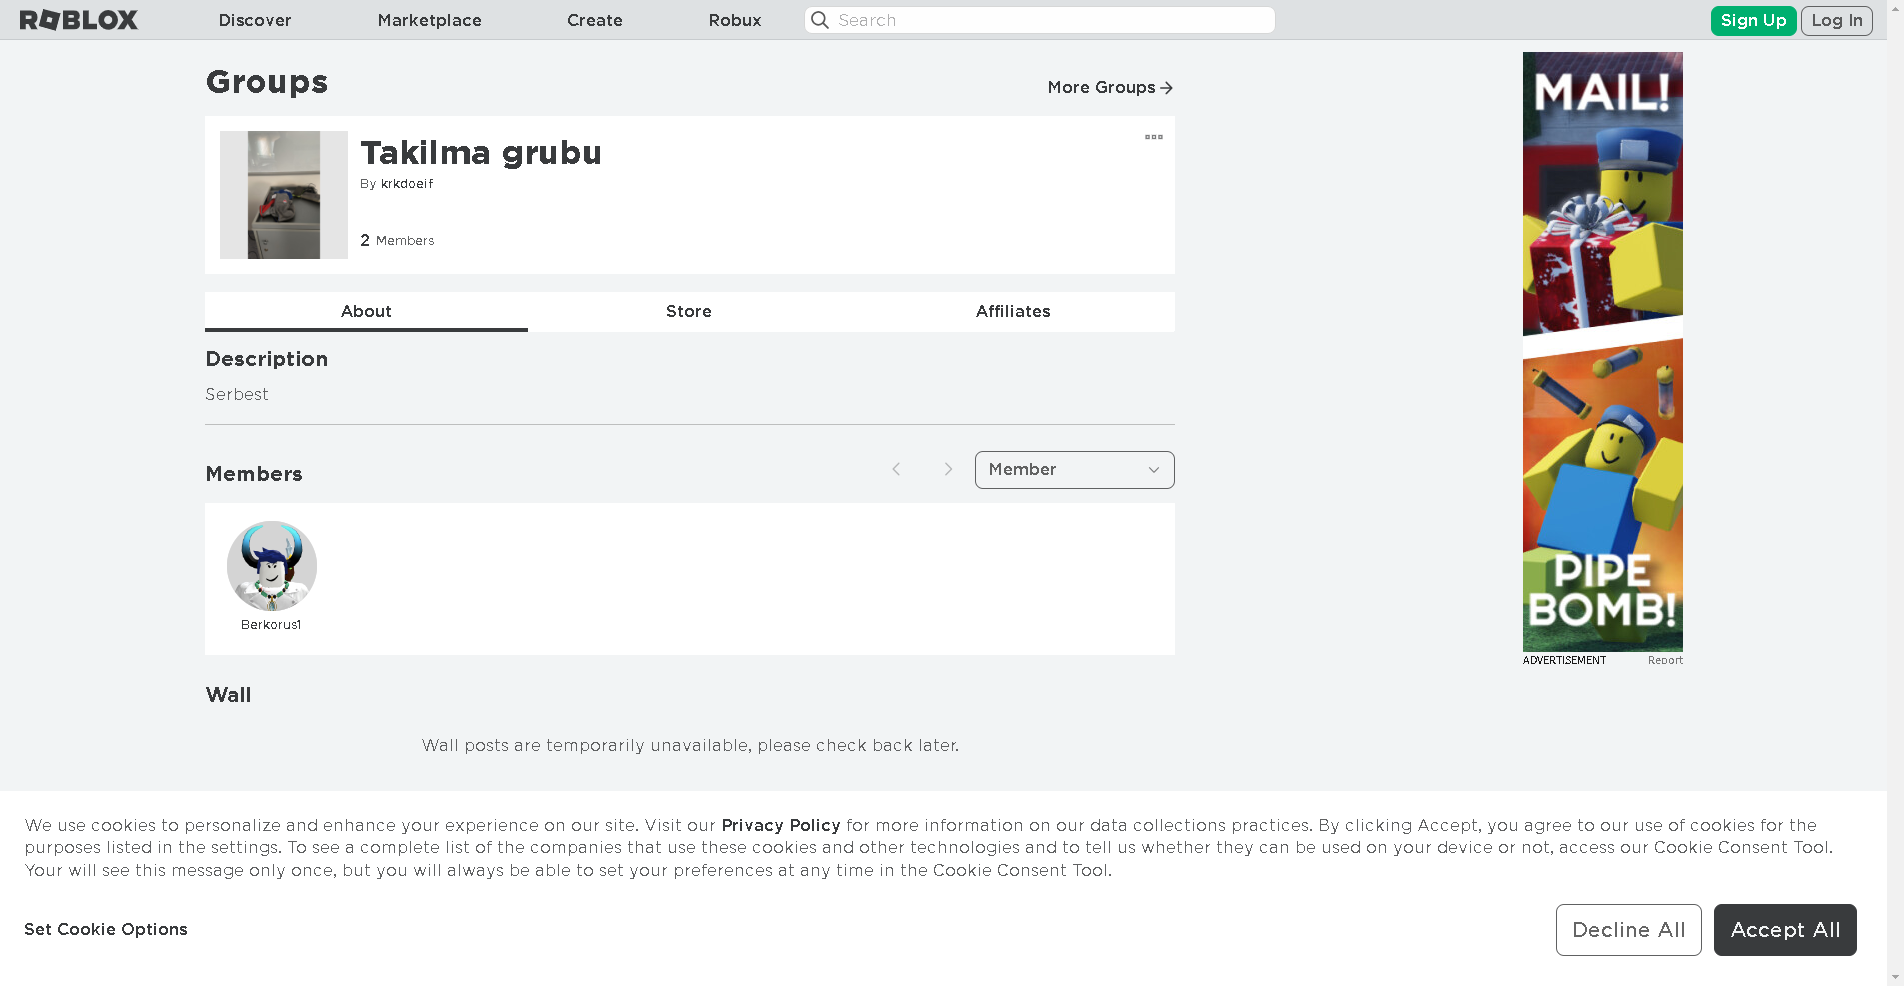 ROBLOX
Discover
Marketplace
Create
Robux
Search
Sign Up
Log In
Groups
More Groups
Takilma grubu
By krkdoeif
2 Members
About
Store
Affiliates
Description
Serbest
Members
Member
Berkorus1
Wall
Wall posts are temporarily unavailable, please check back later.
MAIL!
PIPE
BOMB!
ADVERTISEMENT
Report
We use cookies to personalize and enhance your experience on our site. Visit our Privacy Policy for more information on our data collections practices. By clicking Accept, you agree to our use of cookies for the
purposes listed in the settings. To see a complete list of the companies that use these cookies and other technologies and to tell us whether they can be used on your device or not, access our Cookie Consent Tool.
Your will see this message only once, but you will always be able to set your preferences at any time in the Cookie Consent Tool.
Set Cookie Options
Decline All
Accept All